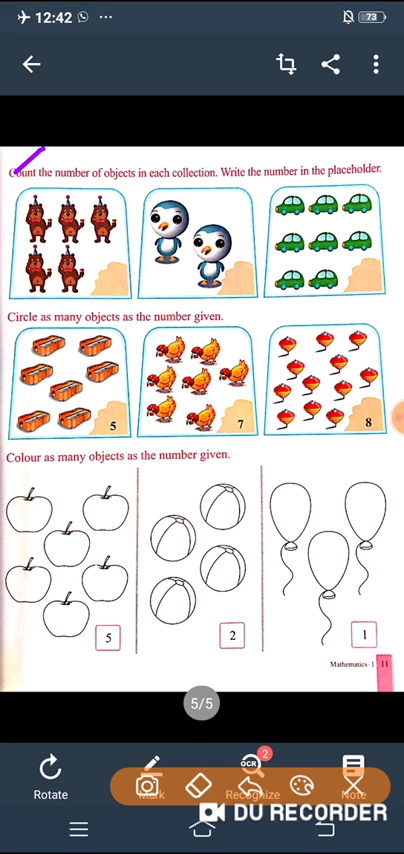 12:42 ... 73
Count the number of objects in each collection. Write the number in the placeholder.
Circle as many objects as the number given.
5 7 8
Colour as many objects as the number given.
5 2 1
Mathematics-1 11
5/5
OCR 2
Rotate Mark Recognize Note
DU RECORDER